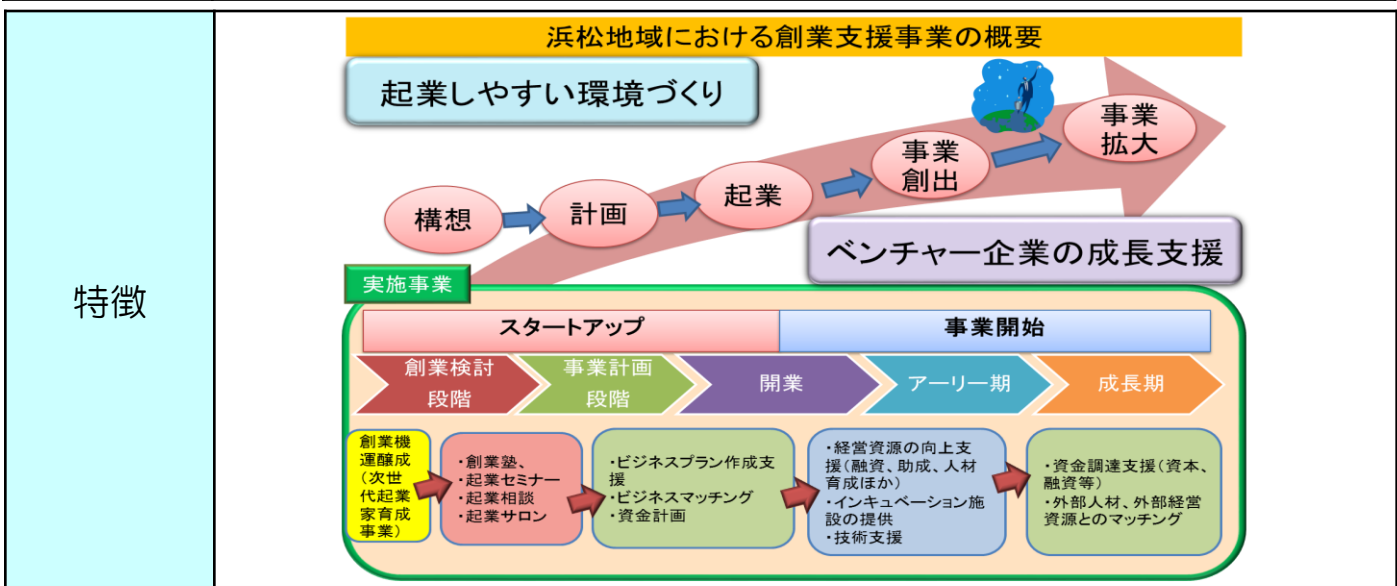 特徴
浜松地域における創業支援事業の概要
起業しやすい環境づくり
構想
計画
起業
事業
創出
事業
拡大
ベンチャー企業の成長支援
実施事業
スタートアップ
事業開始
創業検討
段階
事業計画
段階
開業
アーリー期
成長期
創業機
運醸成
(次世
代起業
家育成
事業)
・創業塾、
・起業セミナー
・起業相談
・起業サロン
・ビジネスプラン作成支
援
・ビジネスマッチング
・資金計画
・経営資源の向上支
援(融資、助成、人材
育成ほか)
・インキュベーション施
設の提供
・技術支援
・資金調達支援(資本、
融資等)
・外部人材、外部経営
資源とのマッチング